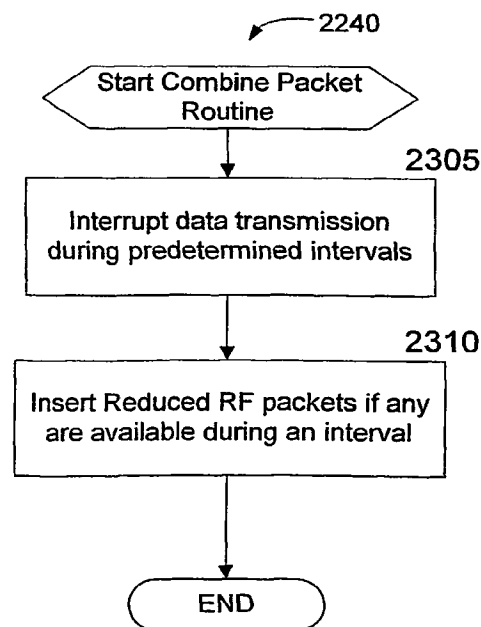 2240
Start Combine Packet
Routine
2305
Interrupt data transmission
during predetermined intervals
2310
Insert Reduced RF packets if any
are available during an interval
END